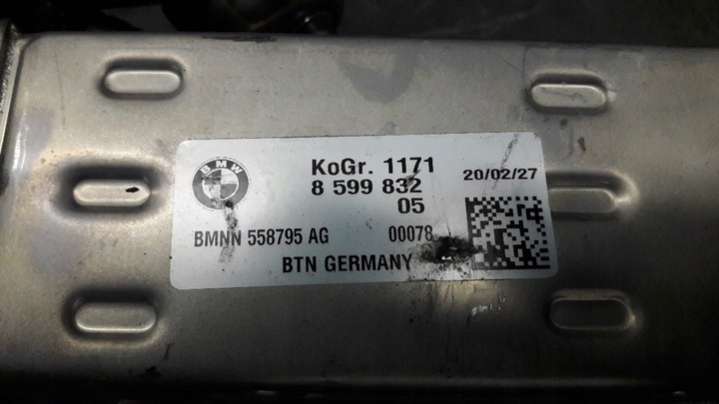 BMW
KoGr. 1171
8 599 832
20/02/27
05
BMNN 558795 AG 00078
BTN GERMANY